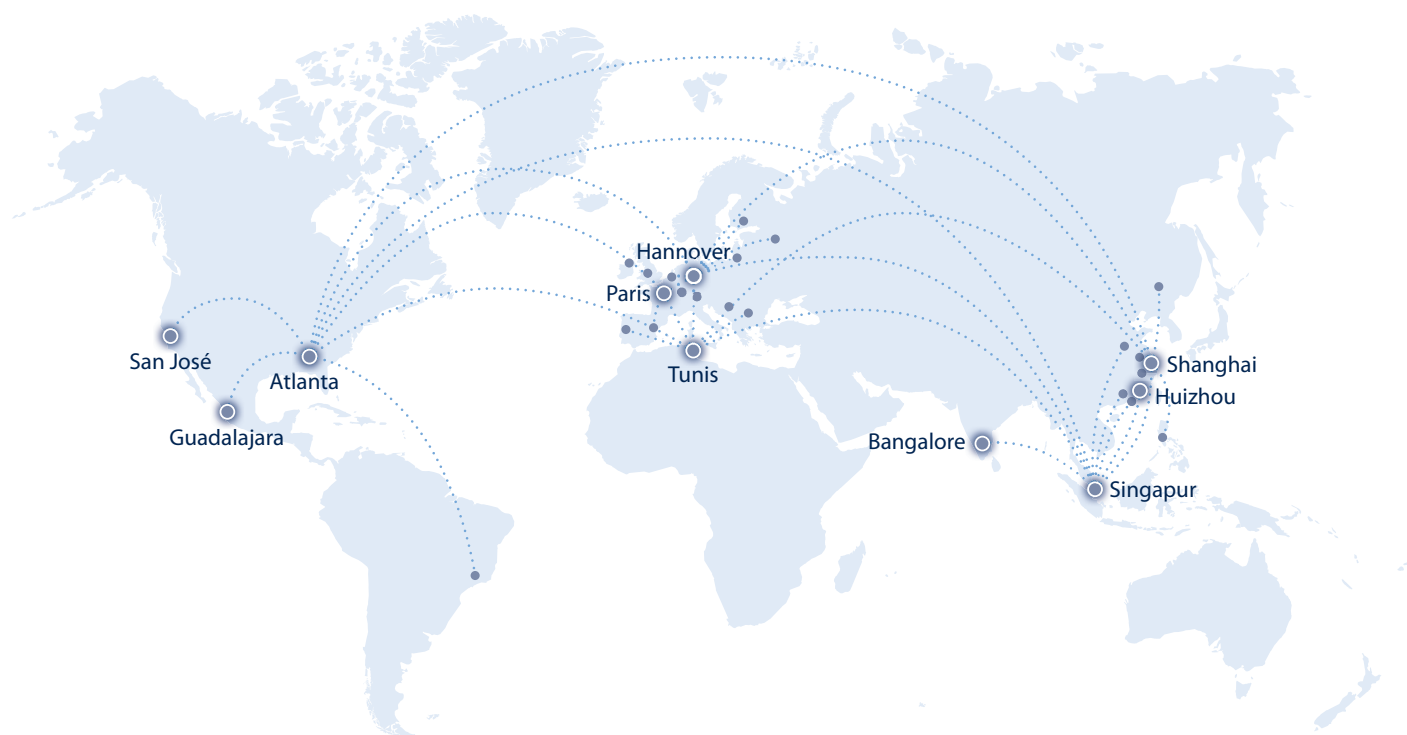 Hannover
Paris
San José
Atlanta
Tunis
Shanghai
Huizhou
Guadalajara
Bangalore
Singapur